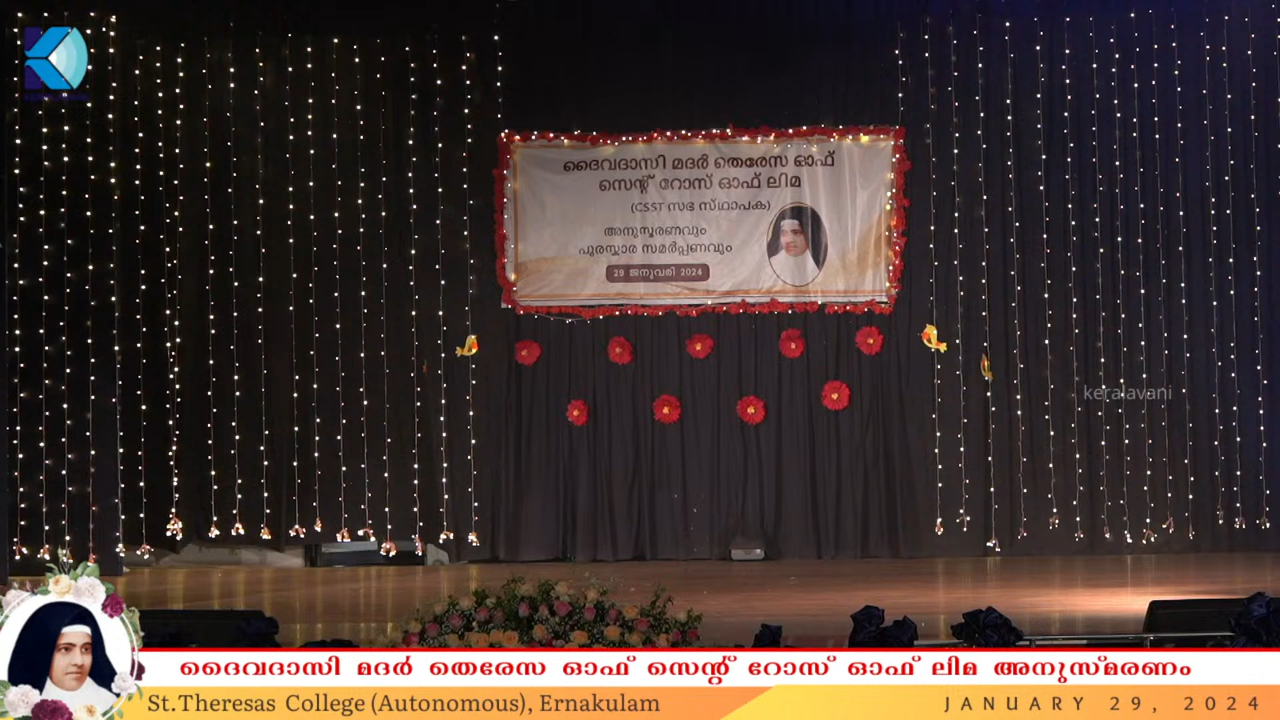 ദൈവദാസി മദർ തെരേസ ഓഫ്
സെന്റ് റോസ് ഓഫ് ലിമ
(CSST സഭ സ്ഥാപക)
അനുസ്മരണവും
പുരസ്കാര സമർപ്പണവും
29 ജനുവരി 2024
keralavani
ദൈവദാസി മദർ തെരേസ ഓഫ് സെന്റ് റോസ് ഓഫ് ലിമ അനുസ്മരണം
St.Theresas College (Autonomous), Ernakulam
JANUARY 29, 2024